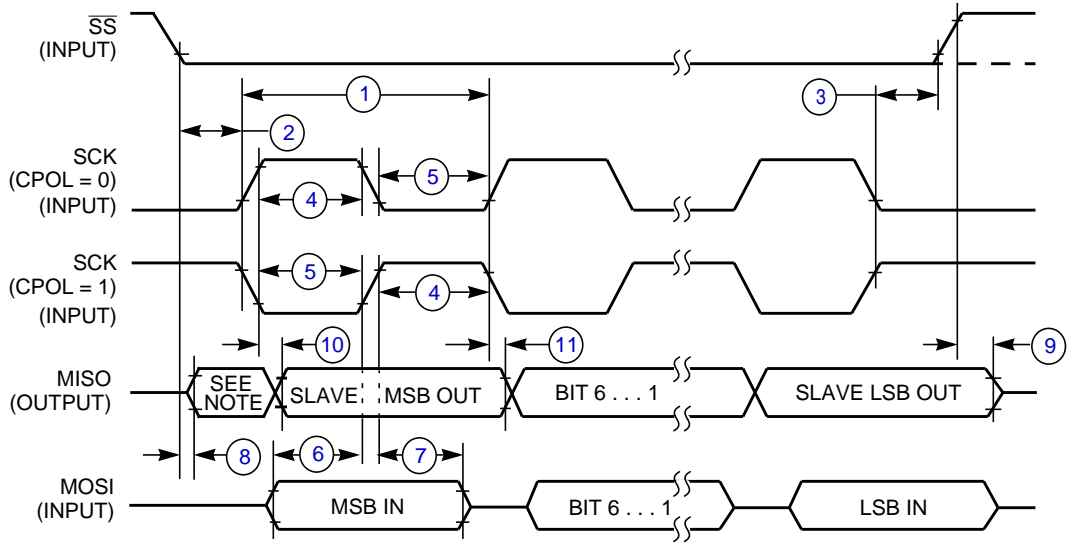 SS
(INPUT)
1
3
2
SCK
(CPOL = 0)
(INPUT)
5
4
SCK
(CPOL = 1)
(INPUT)
5
4
10
11
9
MISO
(OUTPUT)
SEE
NOTE
SLAVE
MSB OUT
BIT 6 . . . 1
SLAVE LSB OUT
8
6
7
MOSI
(INPUT)
MSB IN
BIT 6 . . . 1
LSB IN